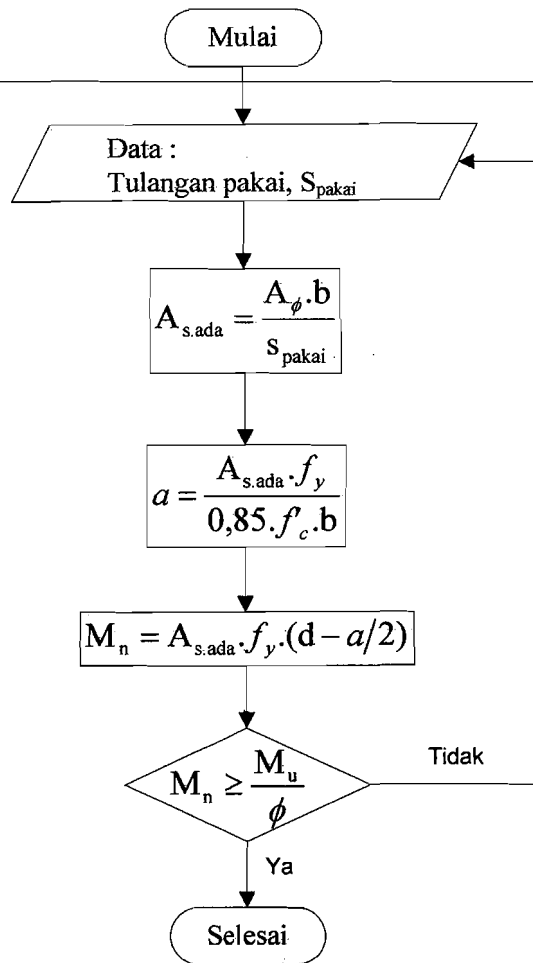 Mulai
Data :
Tulangan pakai, S_pakai
A_s.ada = A_ϕ.b / s_pakai
a = A_s.ada.f_y / 0,85.f'_c.b
M_n = A_s.ada.f_y.(d − a/2)
M_n ≥ M_u / ϕ
Tidak
Ya
Selesai